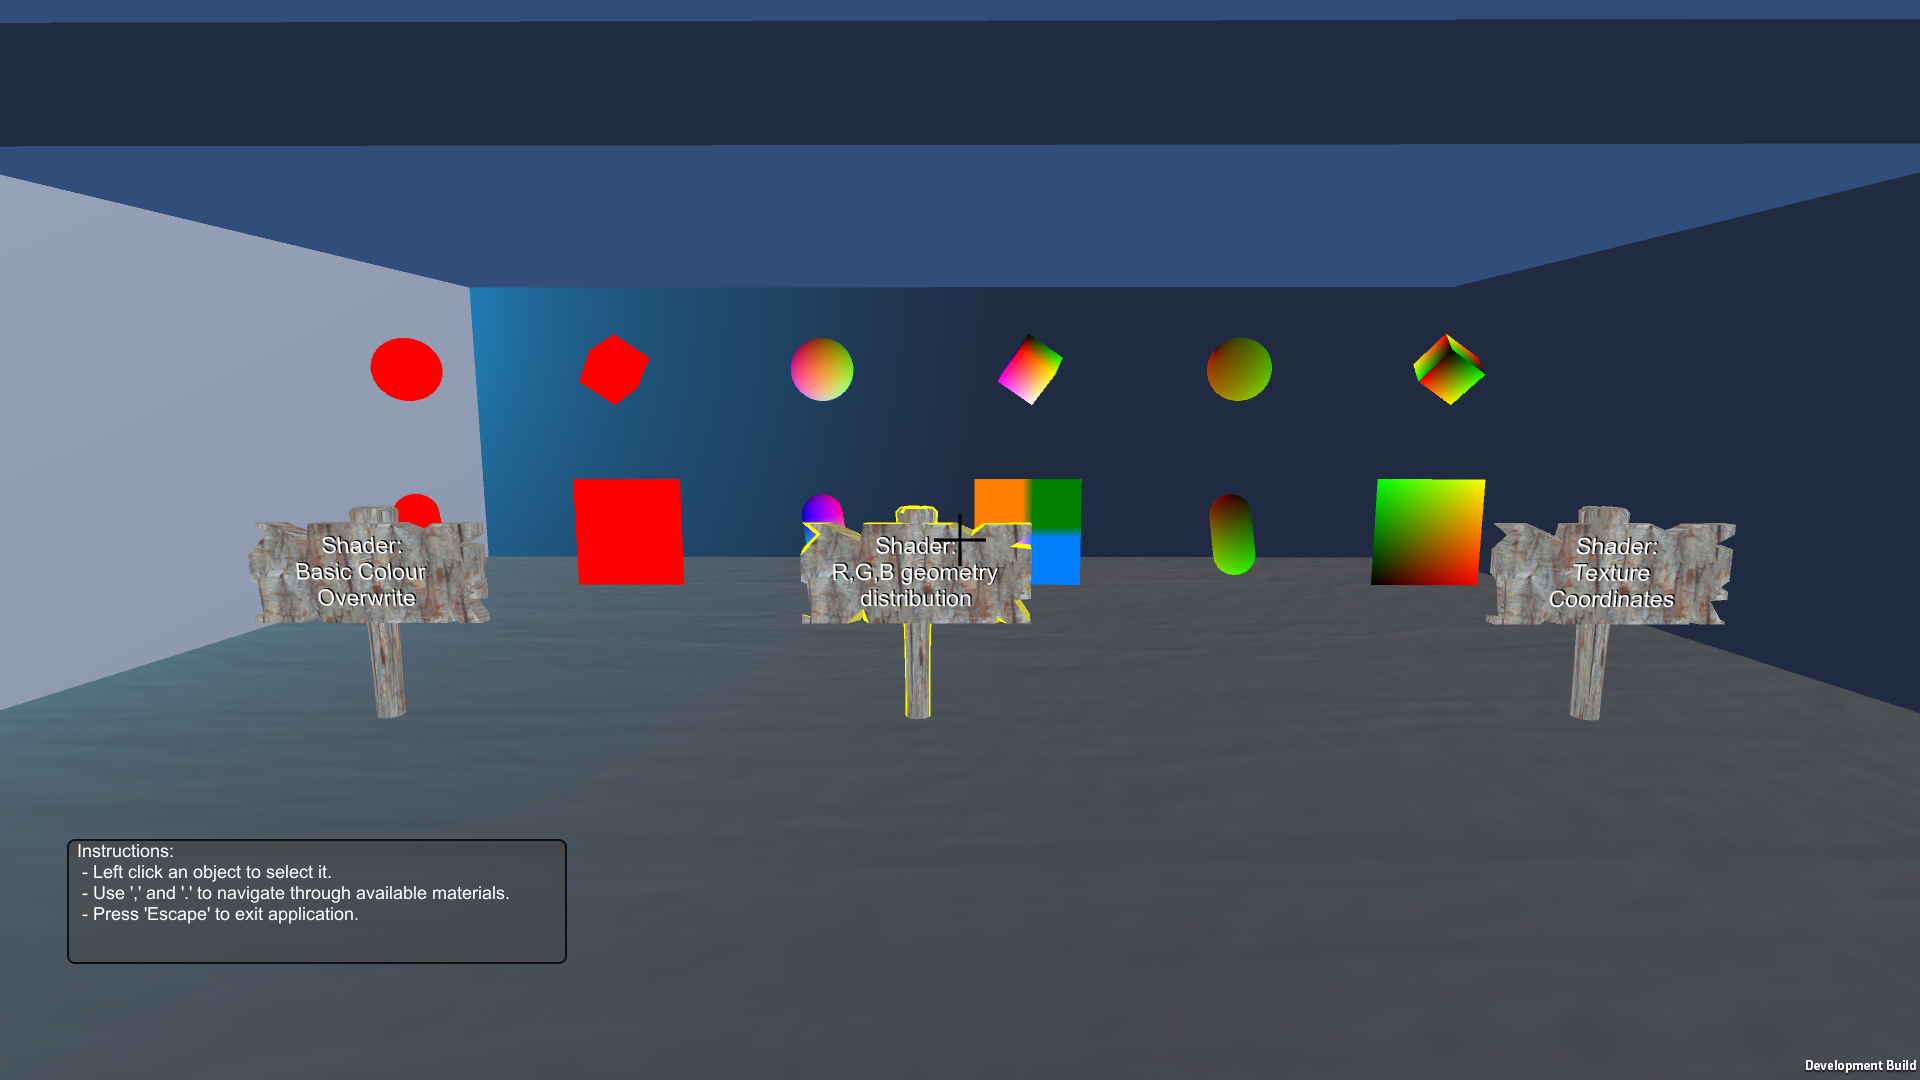 Shader:
Basic Colour
Overwrite
Shader:
R,G,B geometry
distribution
Shader:
Texture
Coordinates
Instructions:
- Left click an object to select it.
- Use ',' and '.' to navigate through available materials.
- Press 'Escape' to exit application.
Development Build